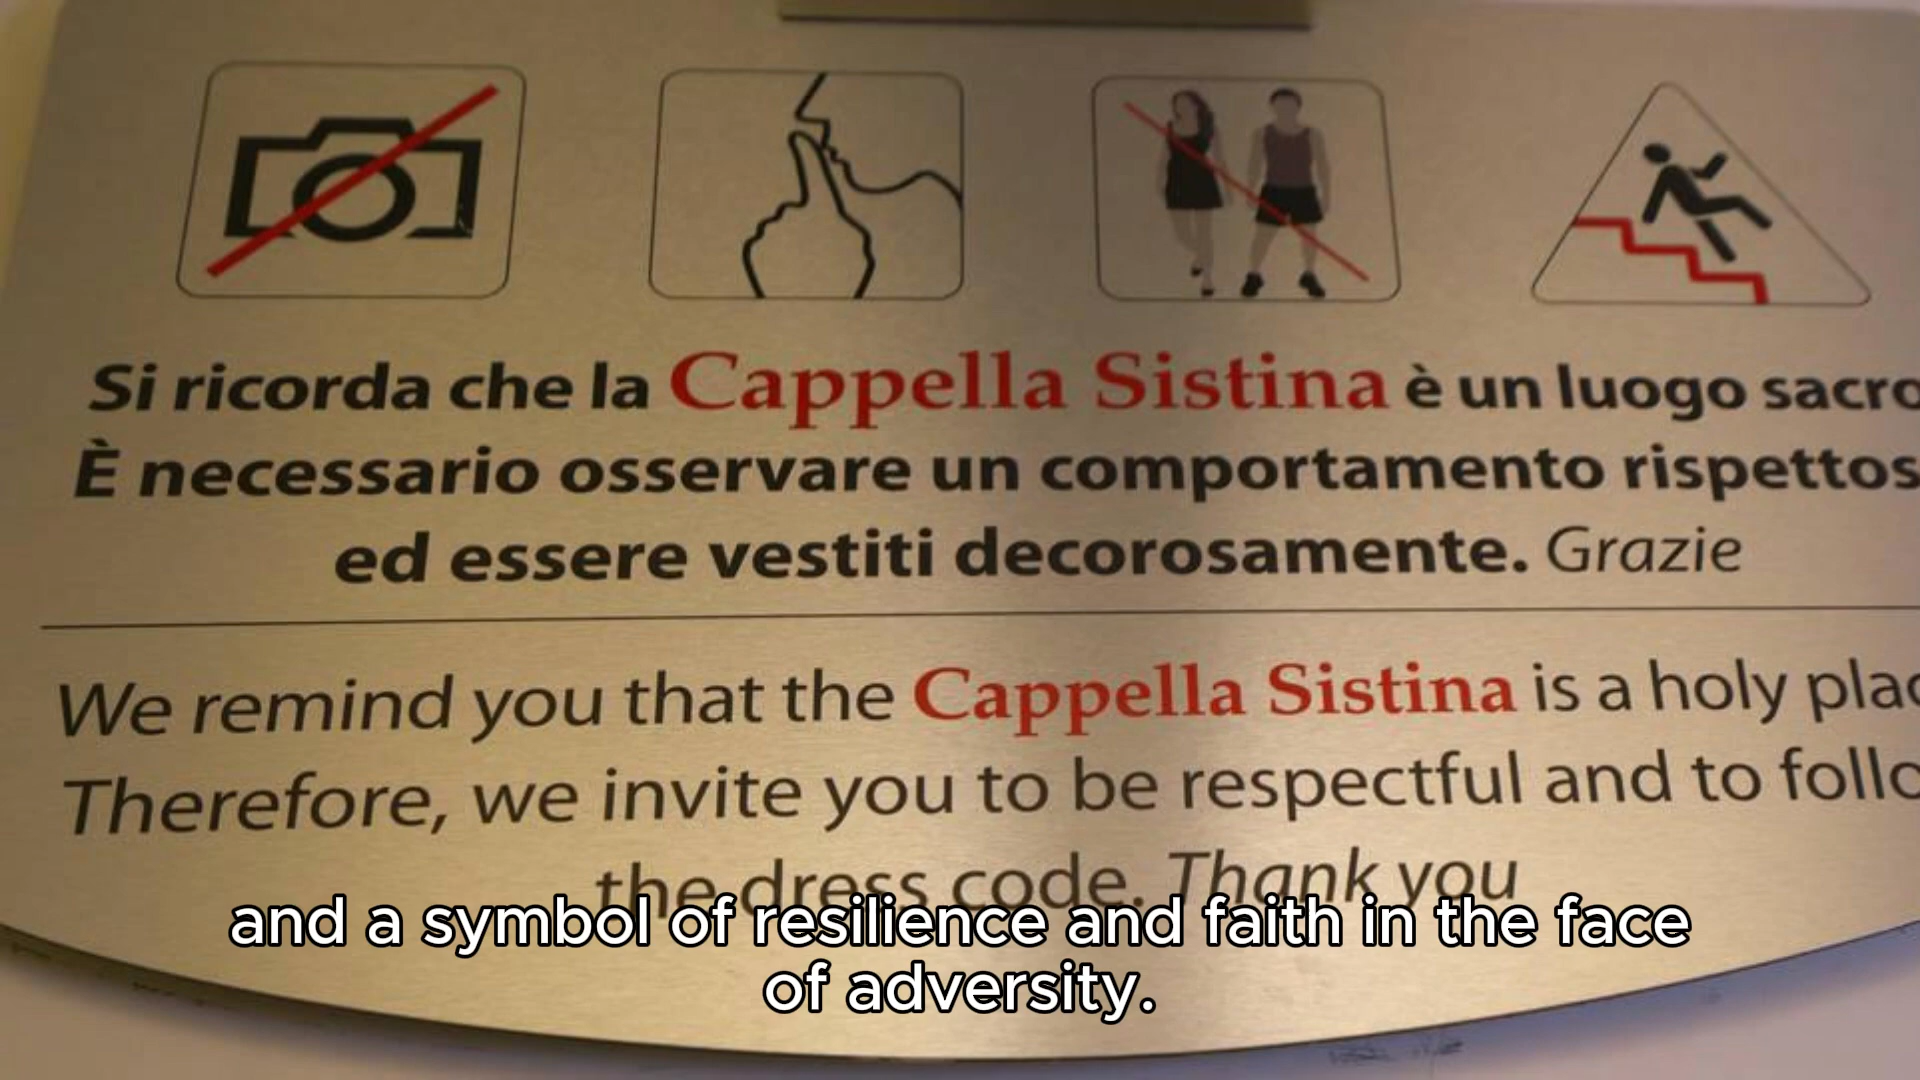 Si ricorda che la Cappella Sistina è un luogo sacro
È necessario osservare un comportamento rispettos
ed essere vestiti decorosamente. Grazie
We remind you that the Cappella Sistina is a holy plac
Therefore, we invite you to be respectful and to follo
the dress code. Thank you
and a symbol of resilience and faith in the face
of adversity.